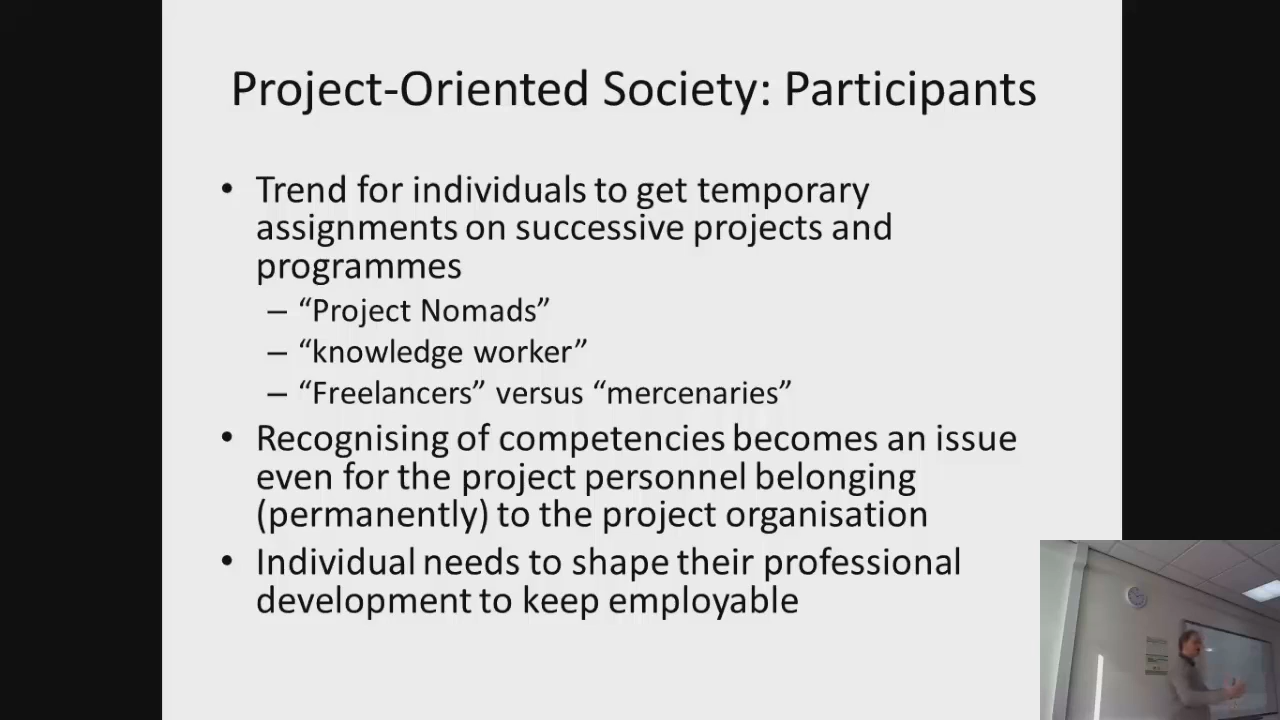 Project-Oriented Society: Participants
• Trend for individuals to get temporary
assignments on successive projects and
programmes
– “Project Nomads”
– “knowledge worker”
– “Freelancers” versus “mercenaries”
• Recognising of competencies becomes an issue
even for the project personnel belonging
(permanently) to the project organisation
• Individual needs to shape their professional
development to keep employable